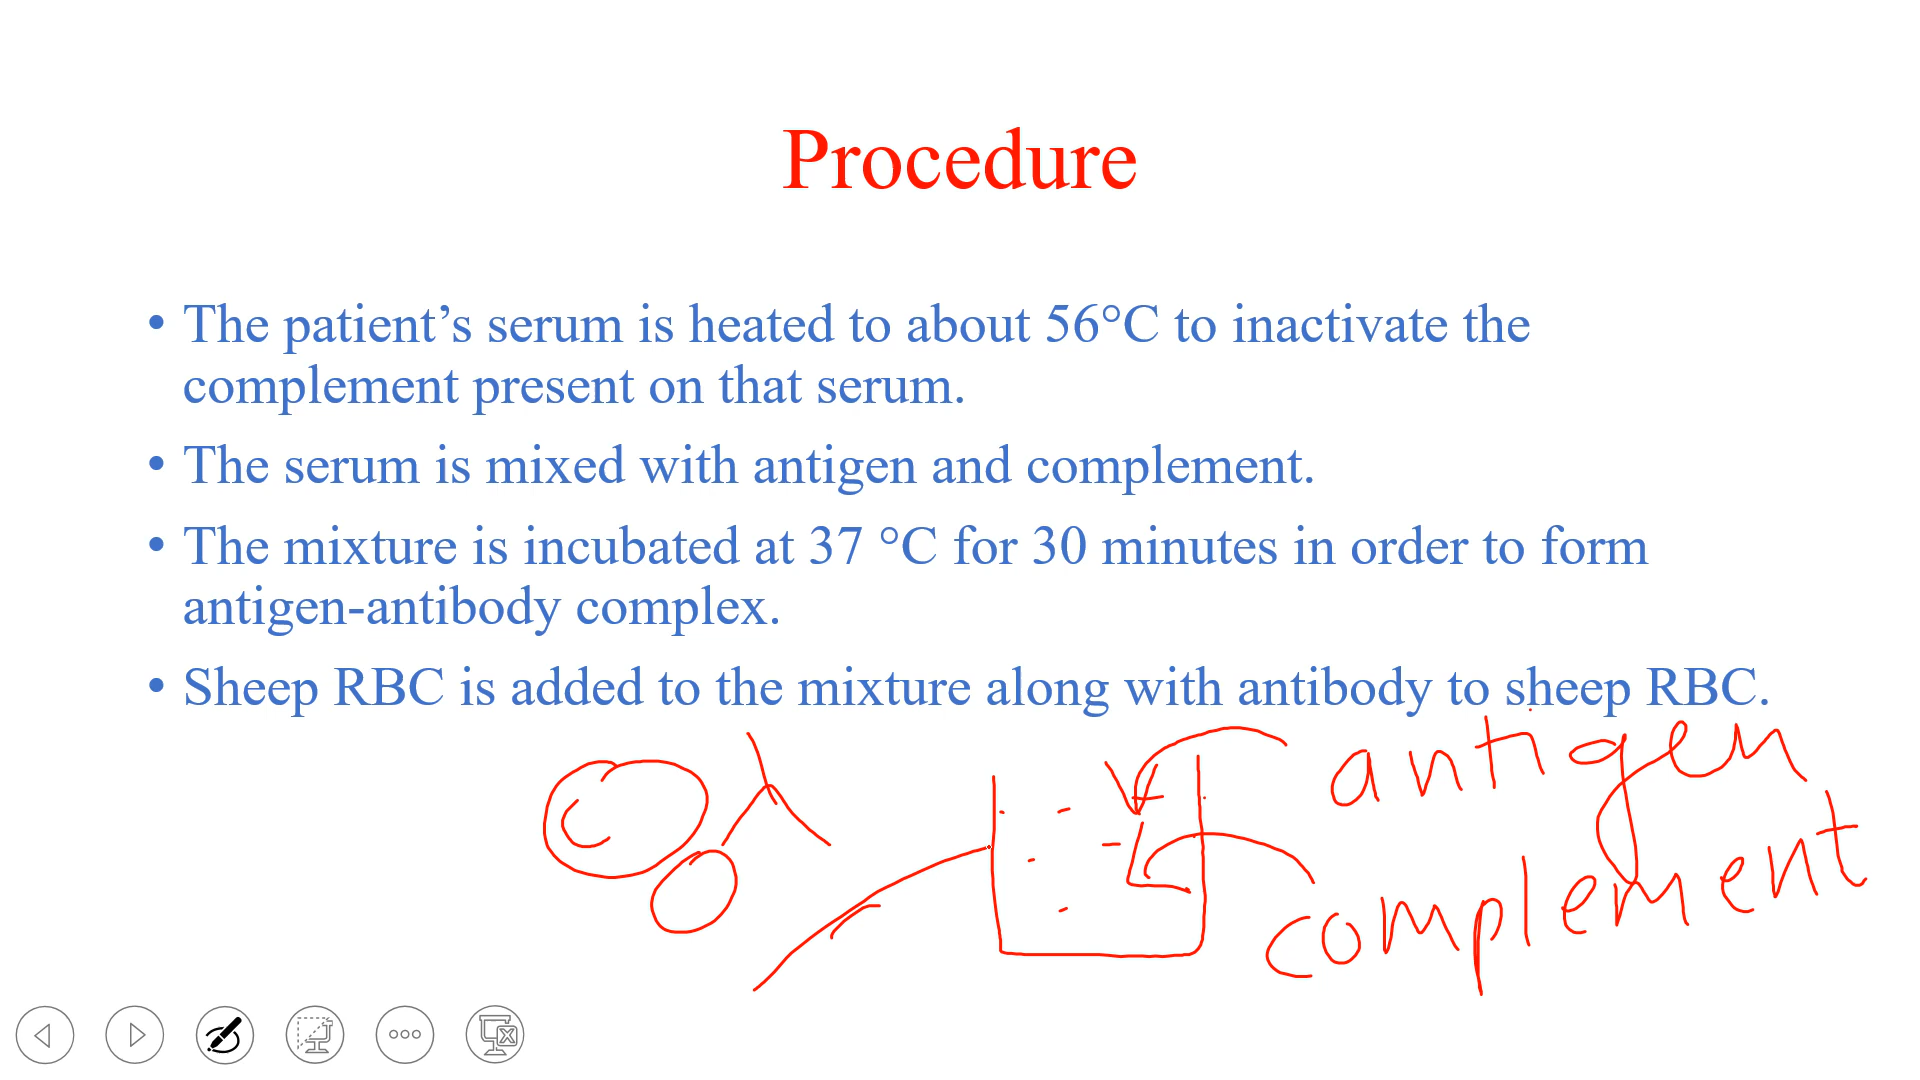 Procedure
• The patient’s serum is heated to about 56°C to inactivate the
complement present on that serum.
• The serum is mixed with antigen and complement.
• The mixture is incubated at 37 °C for 30 minutes in order to form
antigen-antibody complex.
• Sheep RBC is added to the mixture along with antibody to sheep RBC.
antigen
complement